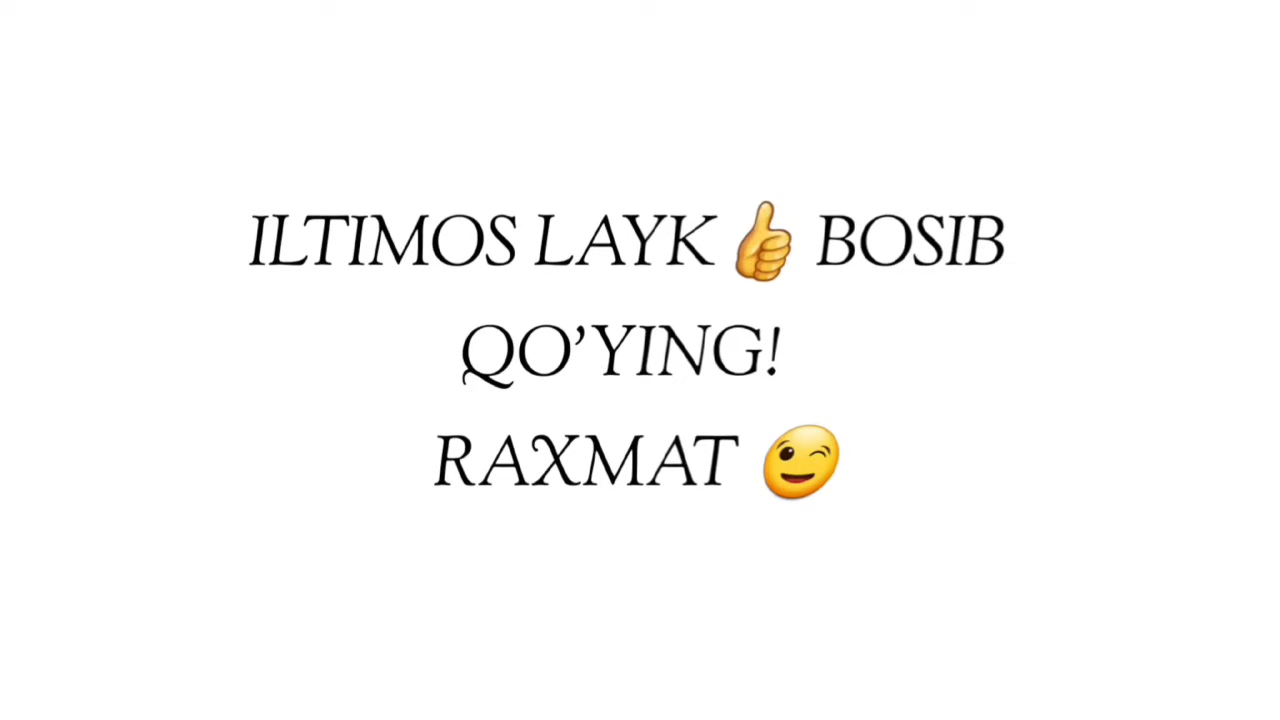 ILTIMOS LAYK 👍 BOSIB
QO’YING!
RAXMAT 😉